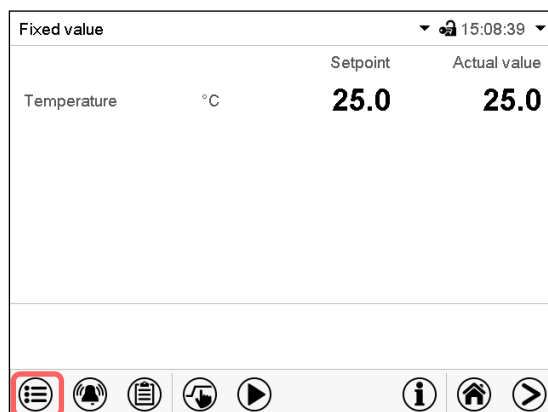 Fixed value 15:08:39
Setpoint Actual value
Temperature °C 25.0 25.0